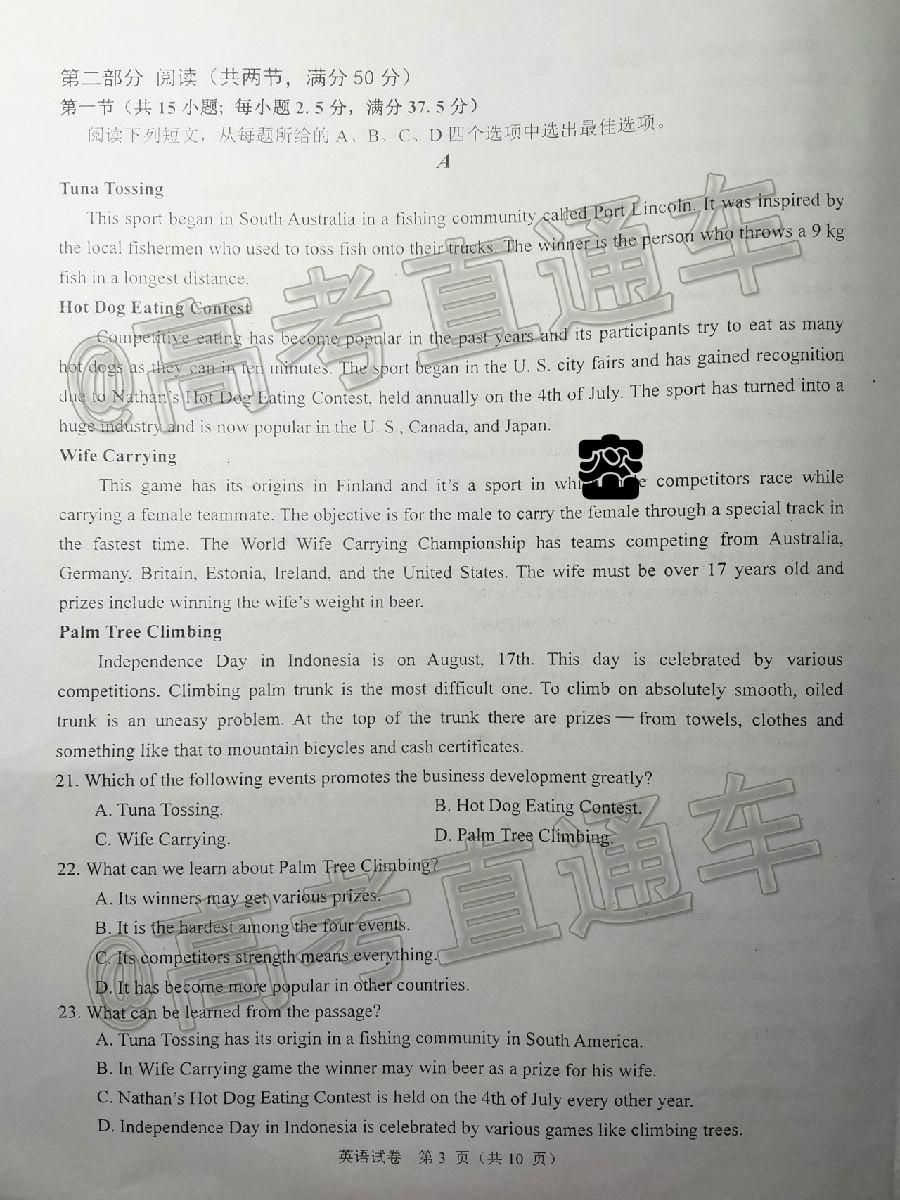 第二部分 阅读（共两节，满分 50 分）
第一节（共 15 小题；每小题 2. 5 分，满分 37. 5 分）
阅读下列短文，从每题所给的 A、B、C、D 四个选项中选出最佳选项。
A
Tuna Tossing
This sport began in South Australia in a fishing community called Port Lincoln. It was inspired by
the local fishermen who used to toss fish onto their trucks. The winner is the person who throws a 9 kg
fish in a longest distance.
Hot Dog Eating Contest
Competitive eating has become popular in the past years and its participants try to eat as many
hot dogs as they can in ten minutes. The sport began in the U. S. city fairs and has gained recognition
due to Nathan's Hot Dog Eating Contest, held annually on the 4th of July. The sport has turned into a
huge industry and is now popular in the U. S., Canada, and Japan.
Wife Carrying
This game has its origins in Finland and it's a sport in competitors race while
carrying a female teammate. The objective is for the male to carry the female through a special track in
the fastest time. The World Wife Carrying Championship has teams competing from Australia,
Germany, Britain, Estonia, Ireland, and the United States. The wife must be over 17 years old and
prizes include winning the wife's weight in beer.
Palm Tree Climbing
Independence Day in Indonesia is on August, 17th. This day is celebrated by various
competitions. Climbing palm trunk is the most difficult one. To climb on absolutely smooth, oiled
trunk is an uneasy problem. At the top of the trunk there are prizes — from towels, clothes and
something like that to mountain bicycles and cash certificates.
21. Which of the following events promotes the business development greatly?
A. Tuna Tossing. B. Hot Dog Eating Contest.
C. Wife Carrying. D. Palm Tree Climbing.
22. What can we learn about Palm Tree Climbing?
A. Its winners may get various prizes.
B. It is the hardest among the four events.
C. Its competitors strength means everything.
D. It has become more popular in other countries.
23. What can be learned from the passage?
A. Tuna Tossing has its origin in a fishing community in South America.
B. In Wife Carrying game the winner may win beer as a prize for his wife.
C. Nathan's Hot Dog Eating Contest is held on the 4th of July every other year.
D. Independence Day in Indonesia is celebrated by various games like climbing trees.
英语试卷 第 3 页（共 10 页）
@高考直通车
@高考直通车